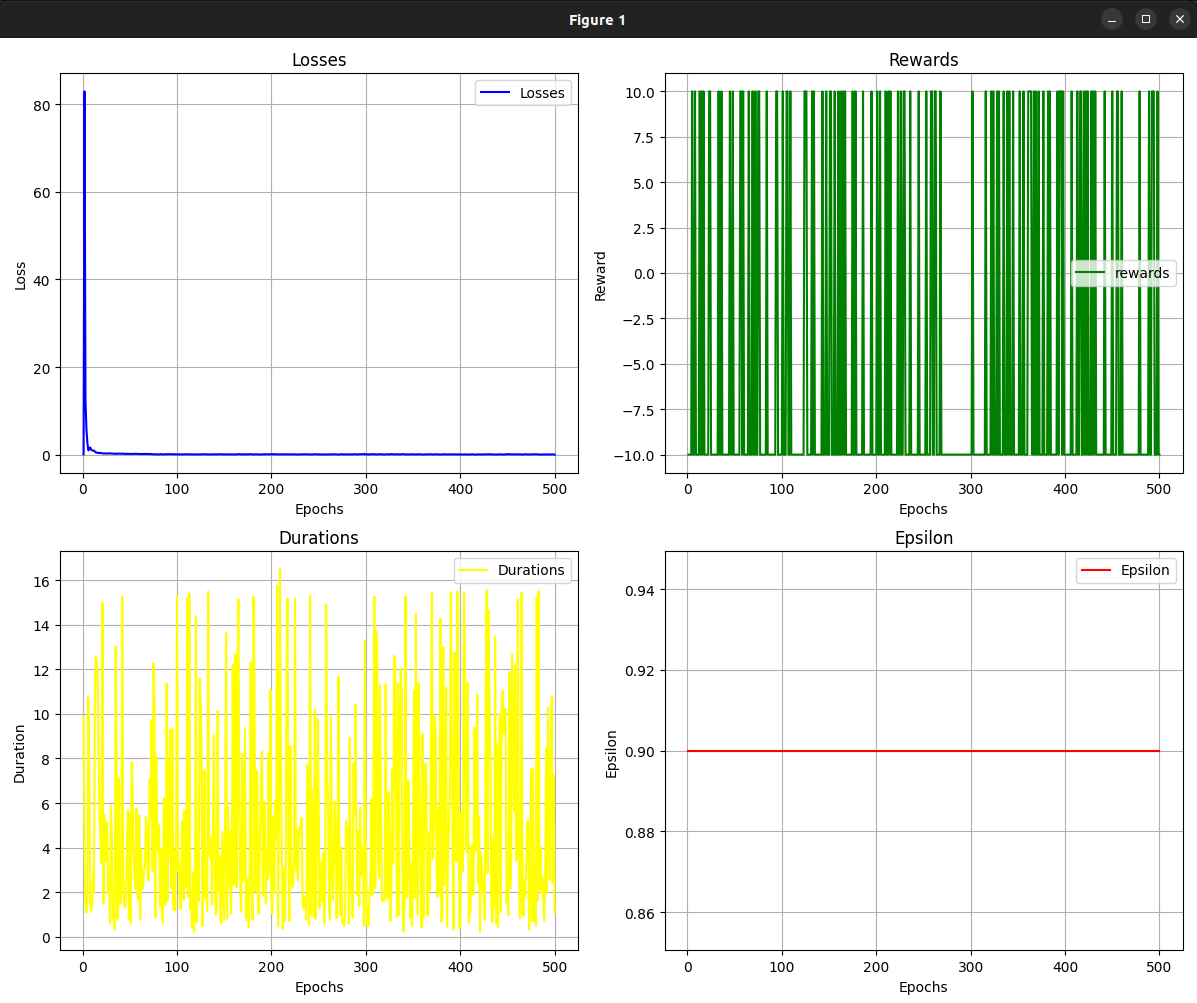 Figure 1
Losses
Losses
Loss
80
60
40
20
0
0 100 200 300 400 500
Epochs
Rewards
rewards
Reward
10.0
7.5
5.0
2.5
0.0
−2.5
−5.0
−7.5
−10.0
0 100 200 300 400 500
Epochs
Durations
Durations
Duration
16
14
12
10
8
6
4
2
0
0 100 200 300 400 500
Epochs
Epsilon
Epsilon
Epsilon
0.94
0.92
0.90
0.88
0.86
0 100 200 300 400 500
Epochs